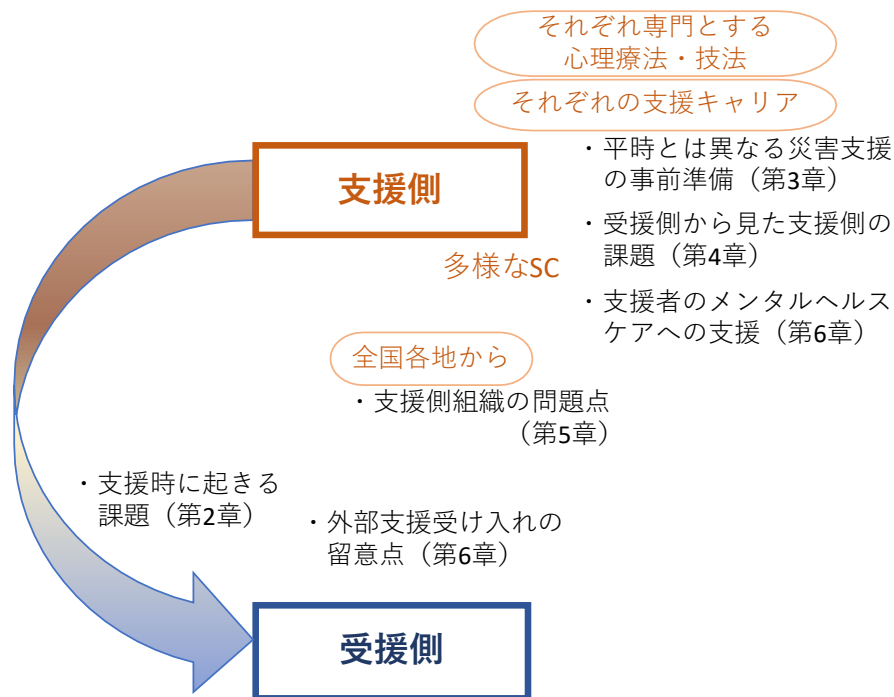 それぞれ専門とする
心理療法・技法
それぞれの支援キャリア
支援側
・平時とは異なる災害支援
の事前準備（第3章）
・受援側から見た支援側の
課題（第4章）
多様なSC
・支援者のメンタルヘルス
ケアへの支援（第6章）
全国各地から
・支援側組織の問題点
（第5章）
・支援時に起きる
課題（第2章）
・外部支援受け入れの
留意点（第6章）
受援側